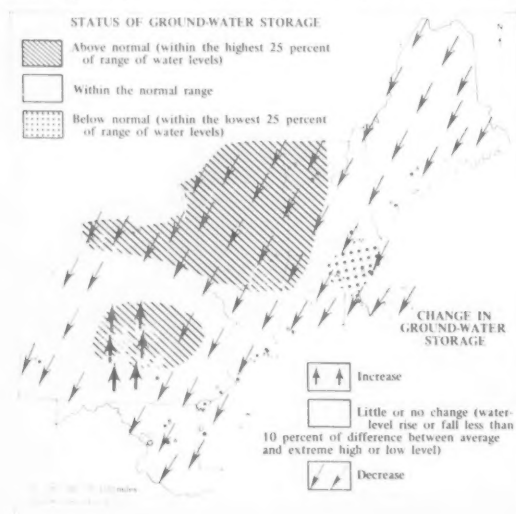 STATUS OF GROUND-WATER STORAGE
Above normal (within the highest 25 percent
of range of water levels)
Within the normal range
Below normal (within the lowest 25 percent
of range of water levels)
CHANGE IN
GROUND-WATER
STORAGE
Increase
Little or no change (water-
level rise or fall less than
10 percent of difference between average
and extreme high or low level)
Decrease